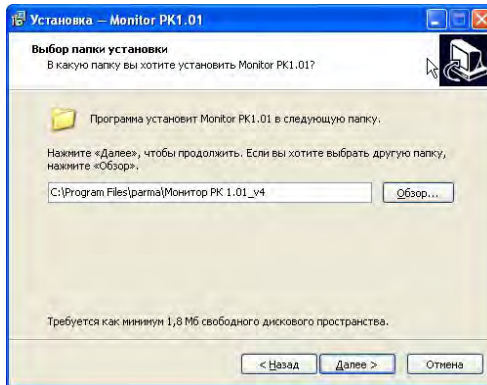 Установка — Monitor PK1.01
Выбор папки установки
В какую папку вы хотите установить Monitor PK1.01?
Программа установит Monitor PK1.01 в следующую папку.
Нажмите «Далее», чтобы продолжить. Если вы хотите выбрать другую папку,
нажмите «Обзор».
C:\Program Files\parma\Монитор РК 1.01_v4
Обзор...
Требуется как минимум 1,8 Мб свободного дискового пространства.
< Назад
Далее >
Отмена